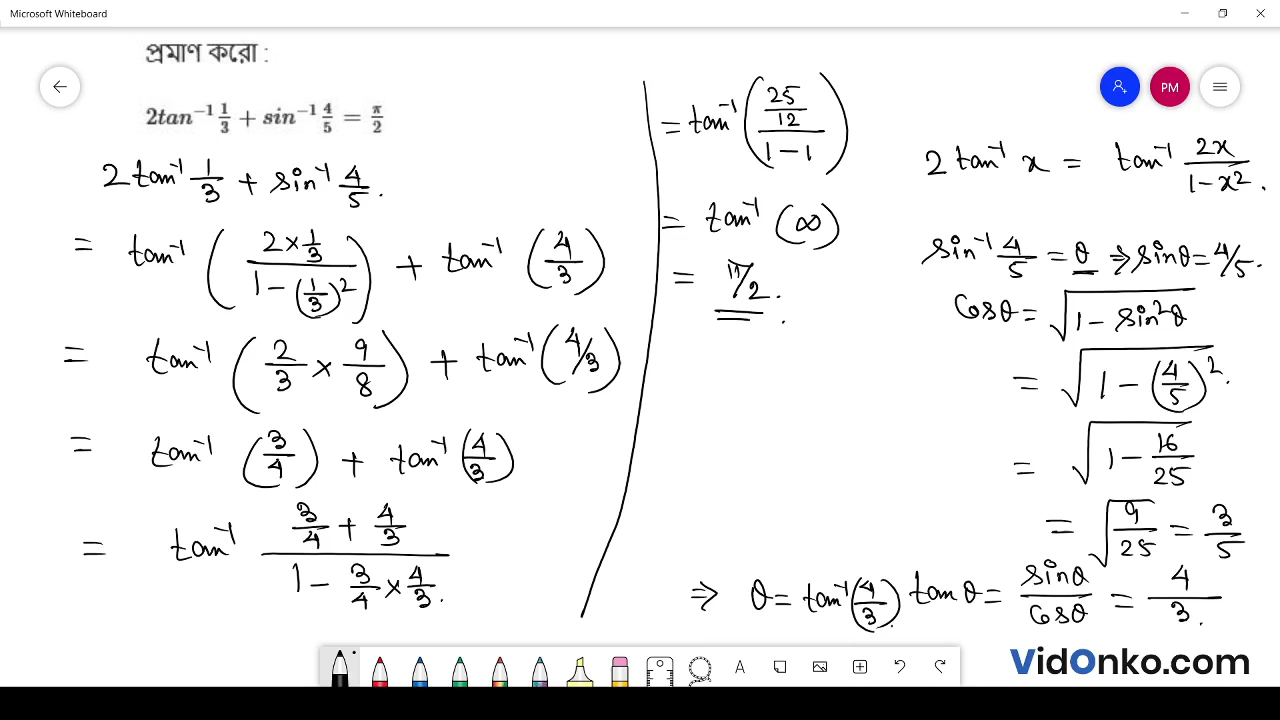 Microsoft Whiteboard
প্রমাণ করো :
2tan⁻¹ 1/3 + sin⁻¹ 4/5 = π/2
2 tan⁻¹ 1/3 + sin⁻¹ 4/5 .
= tan⁻¹ ( (2 × 1/3) / (1 − (1/3)²) ) + tan⁻¹ (4/3)
= tan⁻¹ ( 2/3 × 9/8 ) + tan⁻¹ (4/3)
= tan⁻¹ (3/4) + tan⁻¹ (4/3)
= tan⁻¹ (3/4 + 4/3) / (1 − 3/4 × 4/3) .
= tan⁻¹ ( (25/12) / (1 − 1) )
= tan⁻¹ (∞)
= π/2 .
PM
2 tan⁻¹ x = tan⁻¹ 2x / (1 − x²) .
sin⁻¹ 4/5 = θ ⇒ sinθ = 4/5 .
Cosθ = √(1 − sin²θ)
= √(1 − (4/5)²) .
= √(1 − 16/25)
= √(9/25) = 3/5
⇒ θ = tan⁻¹ (4/3) . tan θ = sinθ / Cosθ = 4/3 .
A
VidOnko.com